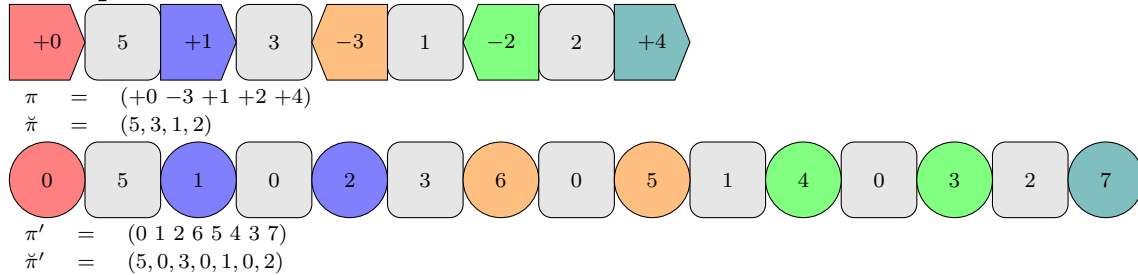 +0 5 +1 3 −3 1 −2 2 +4
π = (+0 −3 +1 +2 +4)
π̆ = (5, 3, 1, 2)
0 5 1 0 2 3 6 0 5 1 4 0 3 2 7
π′ = (0 1 2 6 5 4 3 7)
π̆′ = (5, 0, 3, 0, 1, 0, 2)